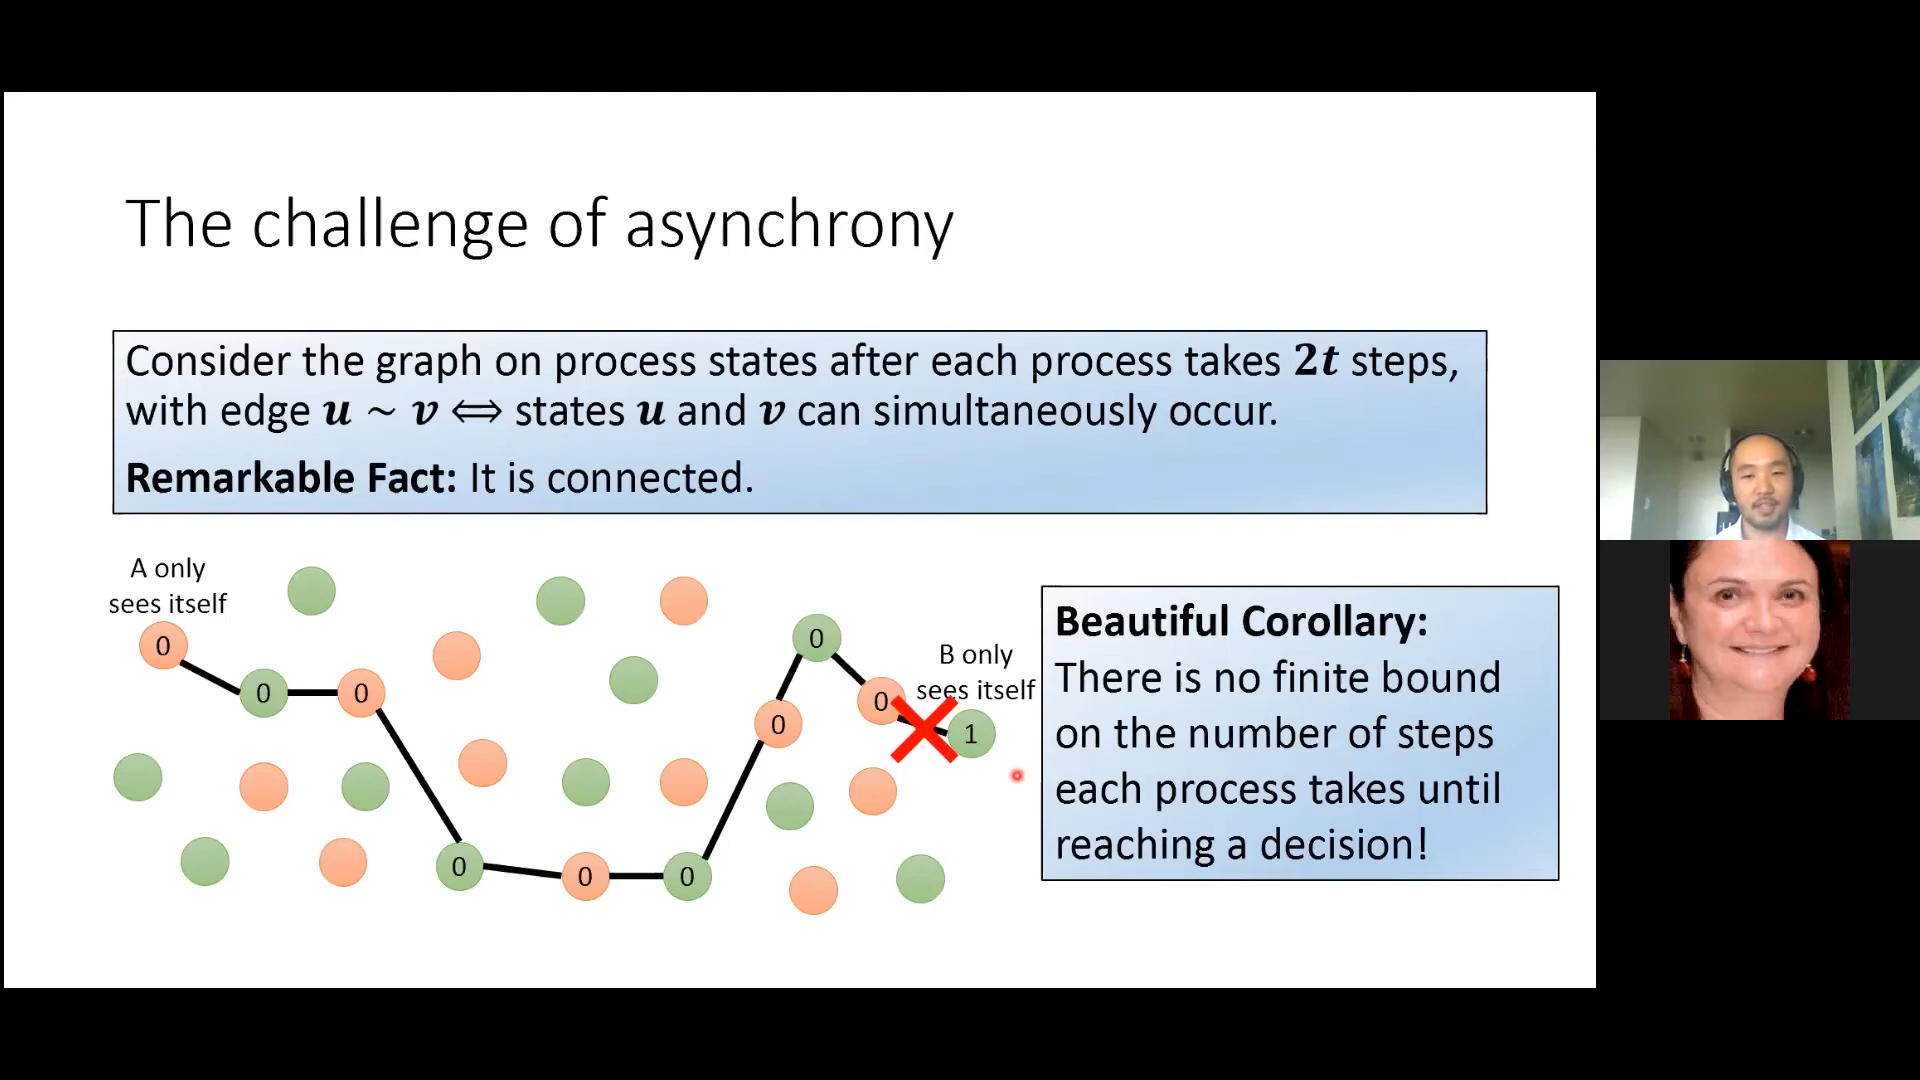 The challenge of asynchrony
Consider the graph on process states after each process takes 2t steps,
with edge u ~ v ⟺ states u and v can simultaneously occur.
Remarkable Fact: It is connected.
A only
sees itself
0
0
0
0
0
0
0
0
0
1
B only
sees itself
Beautiful Corollary:
There is no finite bound
on the number of steps
each process takes until
reaching a decision!